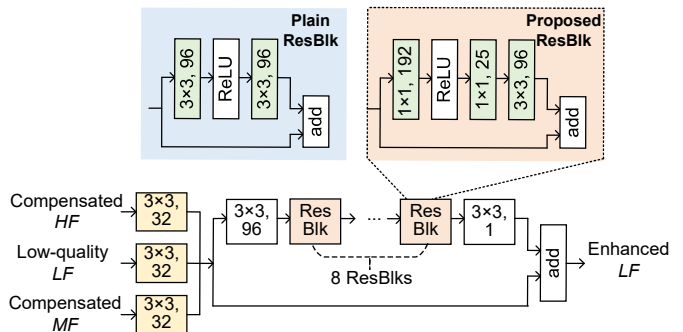 Plain
ResBlk
3×3, 96
ReLU
3×3, 96
add
Proposed
ResBlk
1×1, 192
ReLU
1×1, 25
3×3, 96
add
Compensated
HF
3×3,
32
Low-quality
LF
3×3,
32
Compensated
MF
3×3,
32
3×3,
96
Res
Blk
...
Res
Blk
3×3,
1
8 ResBlks
add
Enhanced
LF